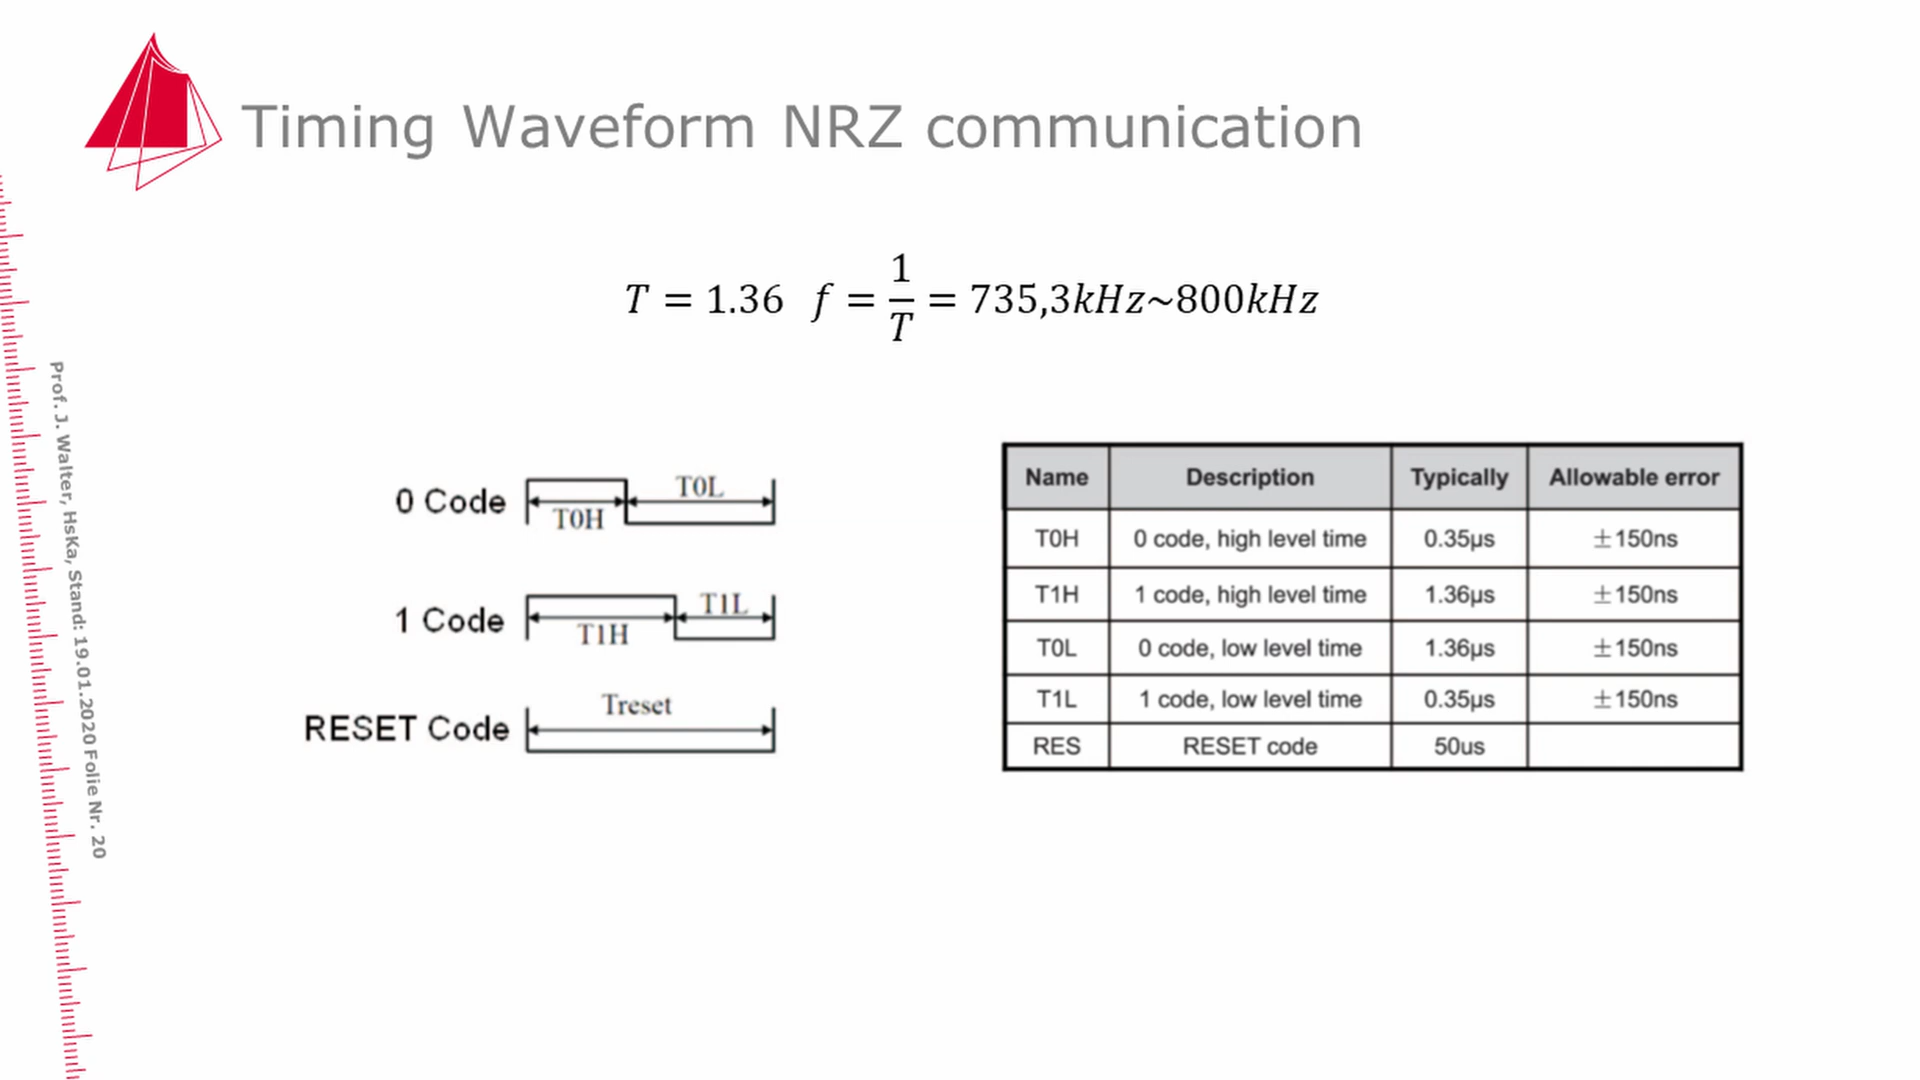 Timing Waveform NRZ communication
T = 1.36 f = 1/T = 735,3kHz~800kHz
0 Code T0H T0L
1 Code T1H T1L
RESET Code Treset
Name Description Typically Allowable error
T0H 0 code, high level time 0.35µs ±150ns
T1H 1 code, high level time 1.36µs ±150ns
T0L 0 code, low level time 1.36µs ±150ns
T1L 1 code, low level time 0.35µs ±150ns
RES RESET code 50us
Prof. J. Walter, HsKa, Stand: 19.01.2020 Folie Nr. 20